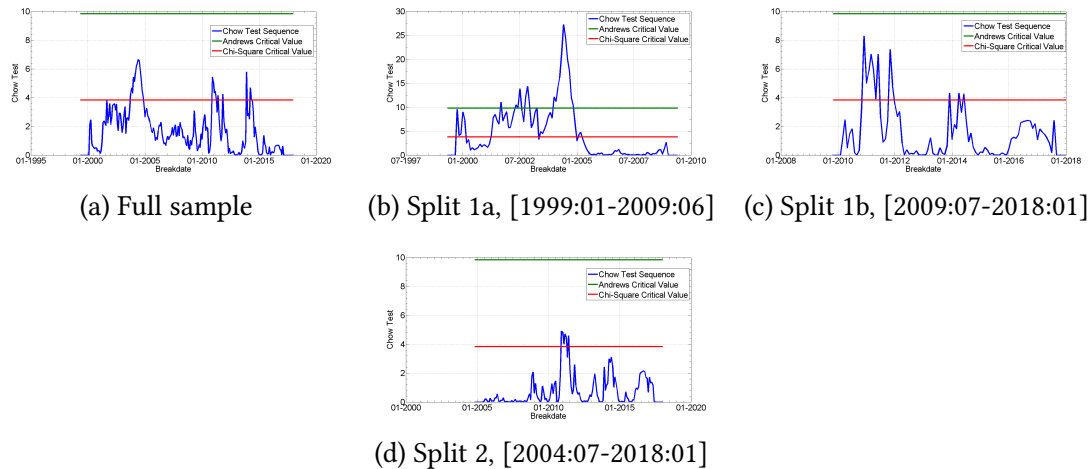 10
8
6
4
2
0
Chow Test
Chow Test Sequence
Andrews Critical Value
Chi-Square Critical Value
01-1995 01-2000 01-2005 01-2010 01-2015 01-2020
Breakdate
(a) Full sample
30
25
20
15
10
5
0
Chow Test
Chow Test Sequence
Andrews Critical Value
Chi-Square Critical Value
07-1997 01-2000 07-2002 01-2005 07-2007 01-2010
Breakdate
(b) Split 1a, [1999:01-2009:06]
10
8
6
4
2
0
Chow Test
Chow Test Sequence
Andrews Critical Value
Chi-Square Critical Value
01-2008 01-2010 01-2012 01-2014 01-2016 01-2018
Breakdate
(c) Split 1b, [2009:07-2018:01]
10
8
6
4
2
0
Chow Test
Chow Test Sequence
Andrews Critical Value
Chi-Square Critical Value
01-2000 01-2005 01-2010 01-2015 01-2020
Breakdate
(d) Split 2, [2004:07-2018:01]